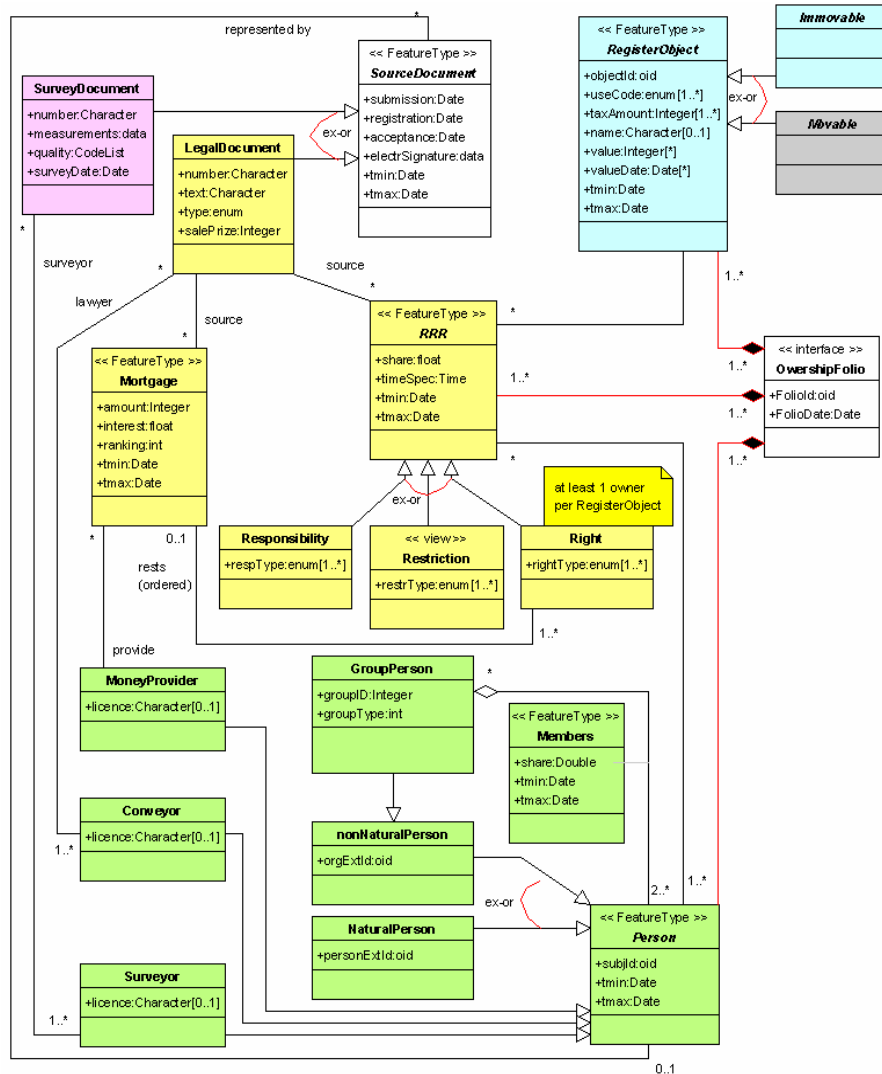 *
represented by
<< FeatureType >>
SourceDocument
+submission:Date
+registration:Date
+acceptance:Date
+electrSignature:data
+tmin:Date
+tmax:Date
<< FeatureType >>
RegisterObject
+objectId:oid
+useCode:enum[1..*]
+taxAmount:Integer[1..*]
+name:Character[0..1]
+value:Integer[*]
+valueDate:Date[*]
+tmin:Date
+tmax:Date
Immovable
ex-or
Movable
SurveyDocument
+number:Character
+measurements:data
+quality:CodeList
+surveyDate:Date
ex-or
LegalDocument
+number:Character
+text:Character
+type:enum
+salePrize:Integer
*
surveyor
*
lawyer
*
source
source
*
*
*
1..*
<< FeatureType >>
RRR
+share:float
+timeSpec:Time
+tmin:Date
+tmax:Date
1..*
1..*
1..*
1..*
*
<< interface >>
OwershipFolio
+FolioId:oid
+FolioDate:Date
<< FeatureType >>
Mortgage
+amount:Integer
+interest:float
+ranking:int
+tmin:Date
+tmax:Date
*
0..1
rests
(ordered)
ex-or
at least 1 owner
per RegisterObject
Responsibility
+respType:enum[1..*]
<< view>>
Restriction
+restrType:enum[1..*]
Right
+rightType:enum[1..*]
1..*
provide
MoneyProvider
+licence:Character[0..1]
GroupPerson
+groupID:Integer
+groupType:int
*
<< FeatureType >>
Members
+share:Double
+tmin:Date
+tmax:Date
Conveyor
+licence:Character[0..1]
1..*
nonNaturalPerson
+orgExtId:oid
ex-or
2..*
1..*
NaturalPerson
+personExtId:oid
<< FeatureType >>
Person
+subjId:oid
+tmin:Date
+tmax:Date
Surveyor
+licence:Character[0..1]
1..*
0..1